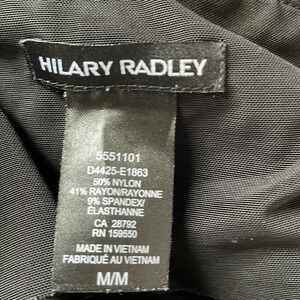 HILARY RADLEY
5551101
D4425-E1863
50% NYLON
41% RAYON/RAYONNE
9% SPANDEX/
ÉLASTHANNE
CA 28792
RN 159550
MADE IN VIETNAM
FABRIQUÉ AU VIETNAM
M/M